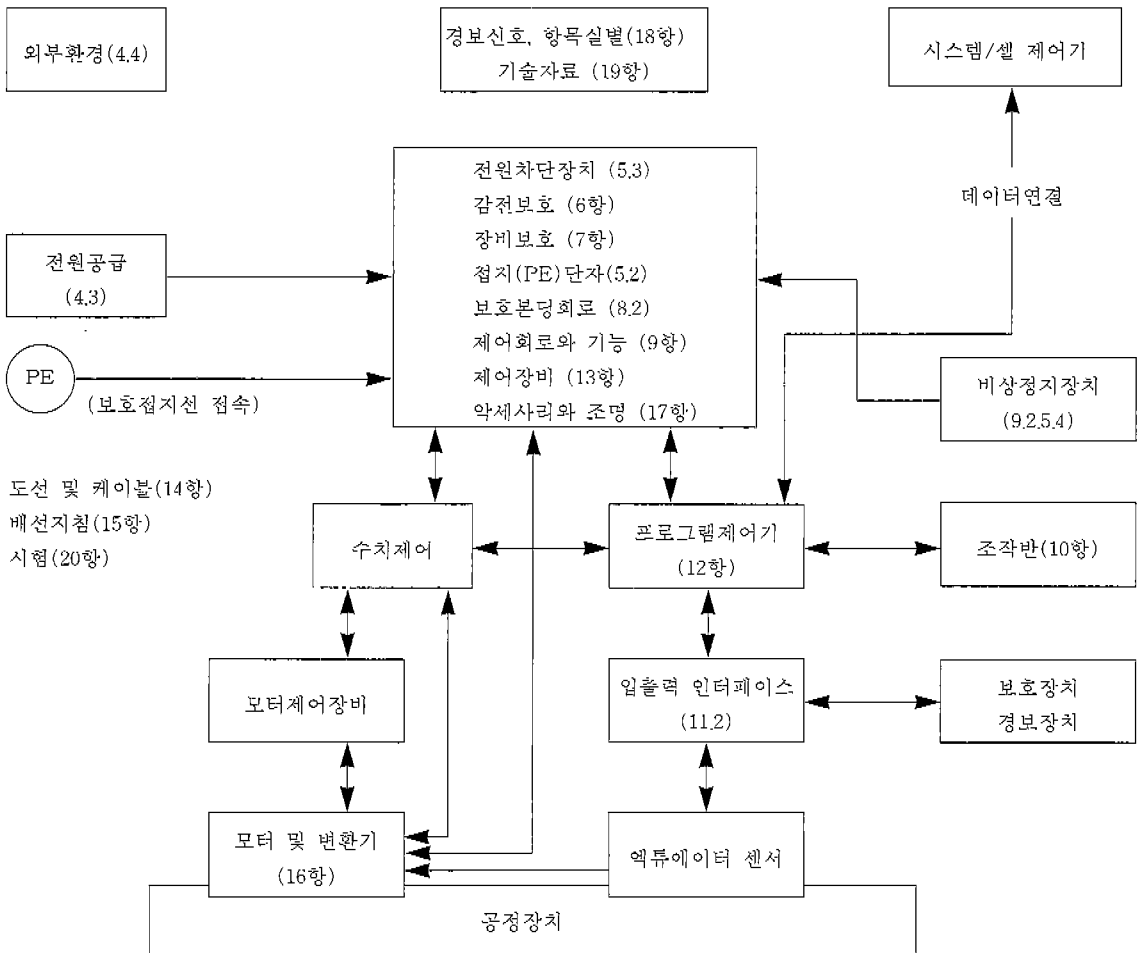 외부환경(4.4)
경보신호, 항목실별(18항)
기술자료 (19항)
시스템/셀 제어기
전원차단장치 (5.3)
감전보호 (6항)
장비보호 (7항)
접지(PE)단자(5.2)
보호본딩회로 (8.2)
제어회로와 기능 (9항)
제어장비 (13항)
악세사리와 조명 (17항)
데이터연결
전원공급
(4.3)
PE
(보호접지선 접속)
비상정지장치
(9.2.5.4)
도선 및 케이블(14항)
배선지침(15항)
시험(20항)
수치제어
프로그램제어기
(12항)
조작반(10항)
모터제어장비
입출력 인터페이스
(11.2)
보호장치
경보장치
모터 및 변환기
(16항)
엑튜에이터 센서
공정장치